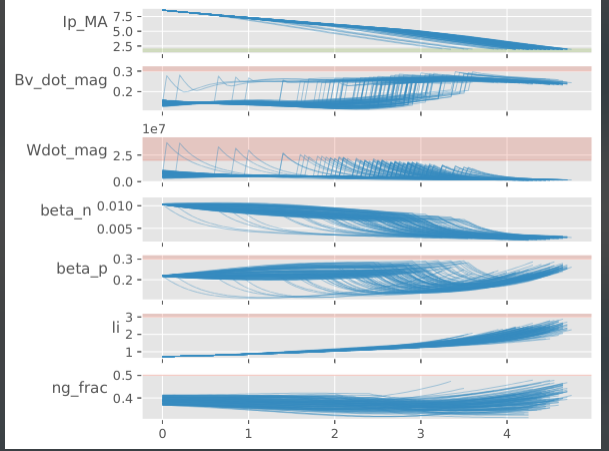 Ip_MA
7.5
5.0
2.5
Bv_dot_mag
0.3
0.2
1e7
Wdot_mag
2.5
0.0
beta_n
0.010
0.005
beta_p
0.3
0.2
li
3
2
1
ng_frac
0.5
0.4
0 1 2 3 4